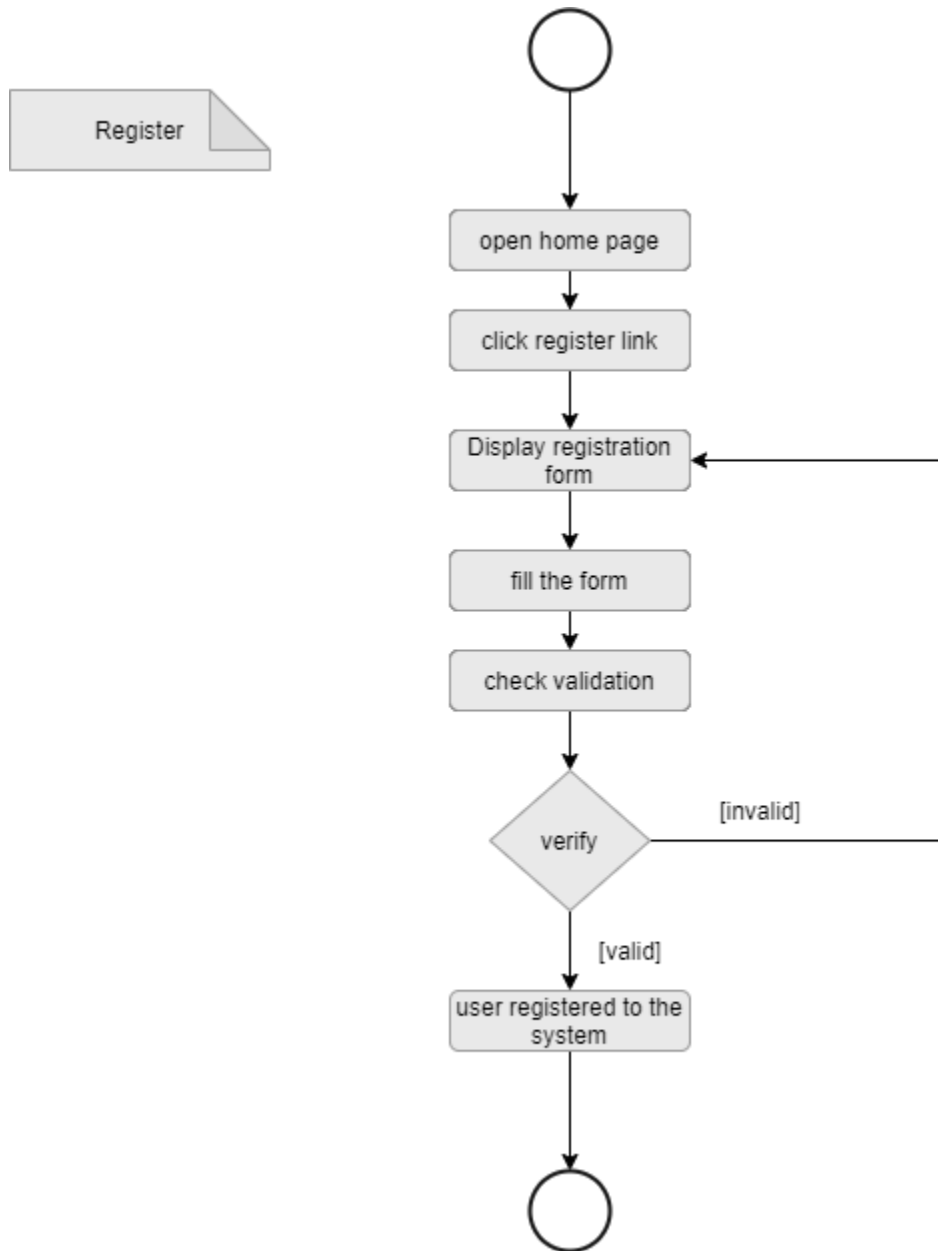 Register
open home page
click register link
Display registration
form
fill the form
check validation
verify
[invalid]
[valid]
user registered to the
system